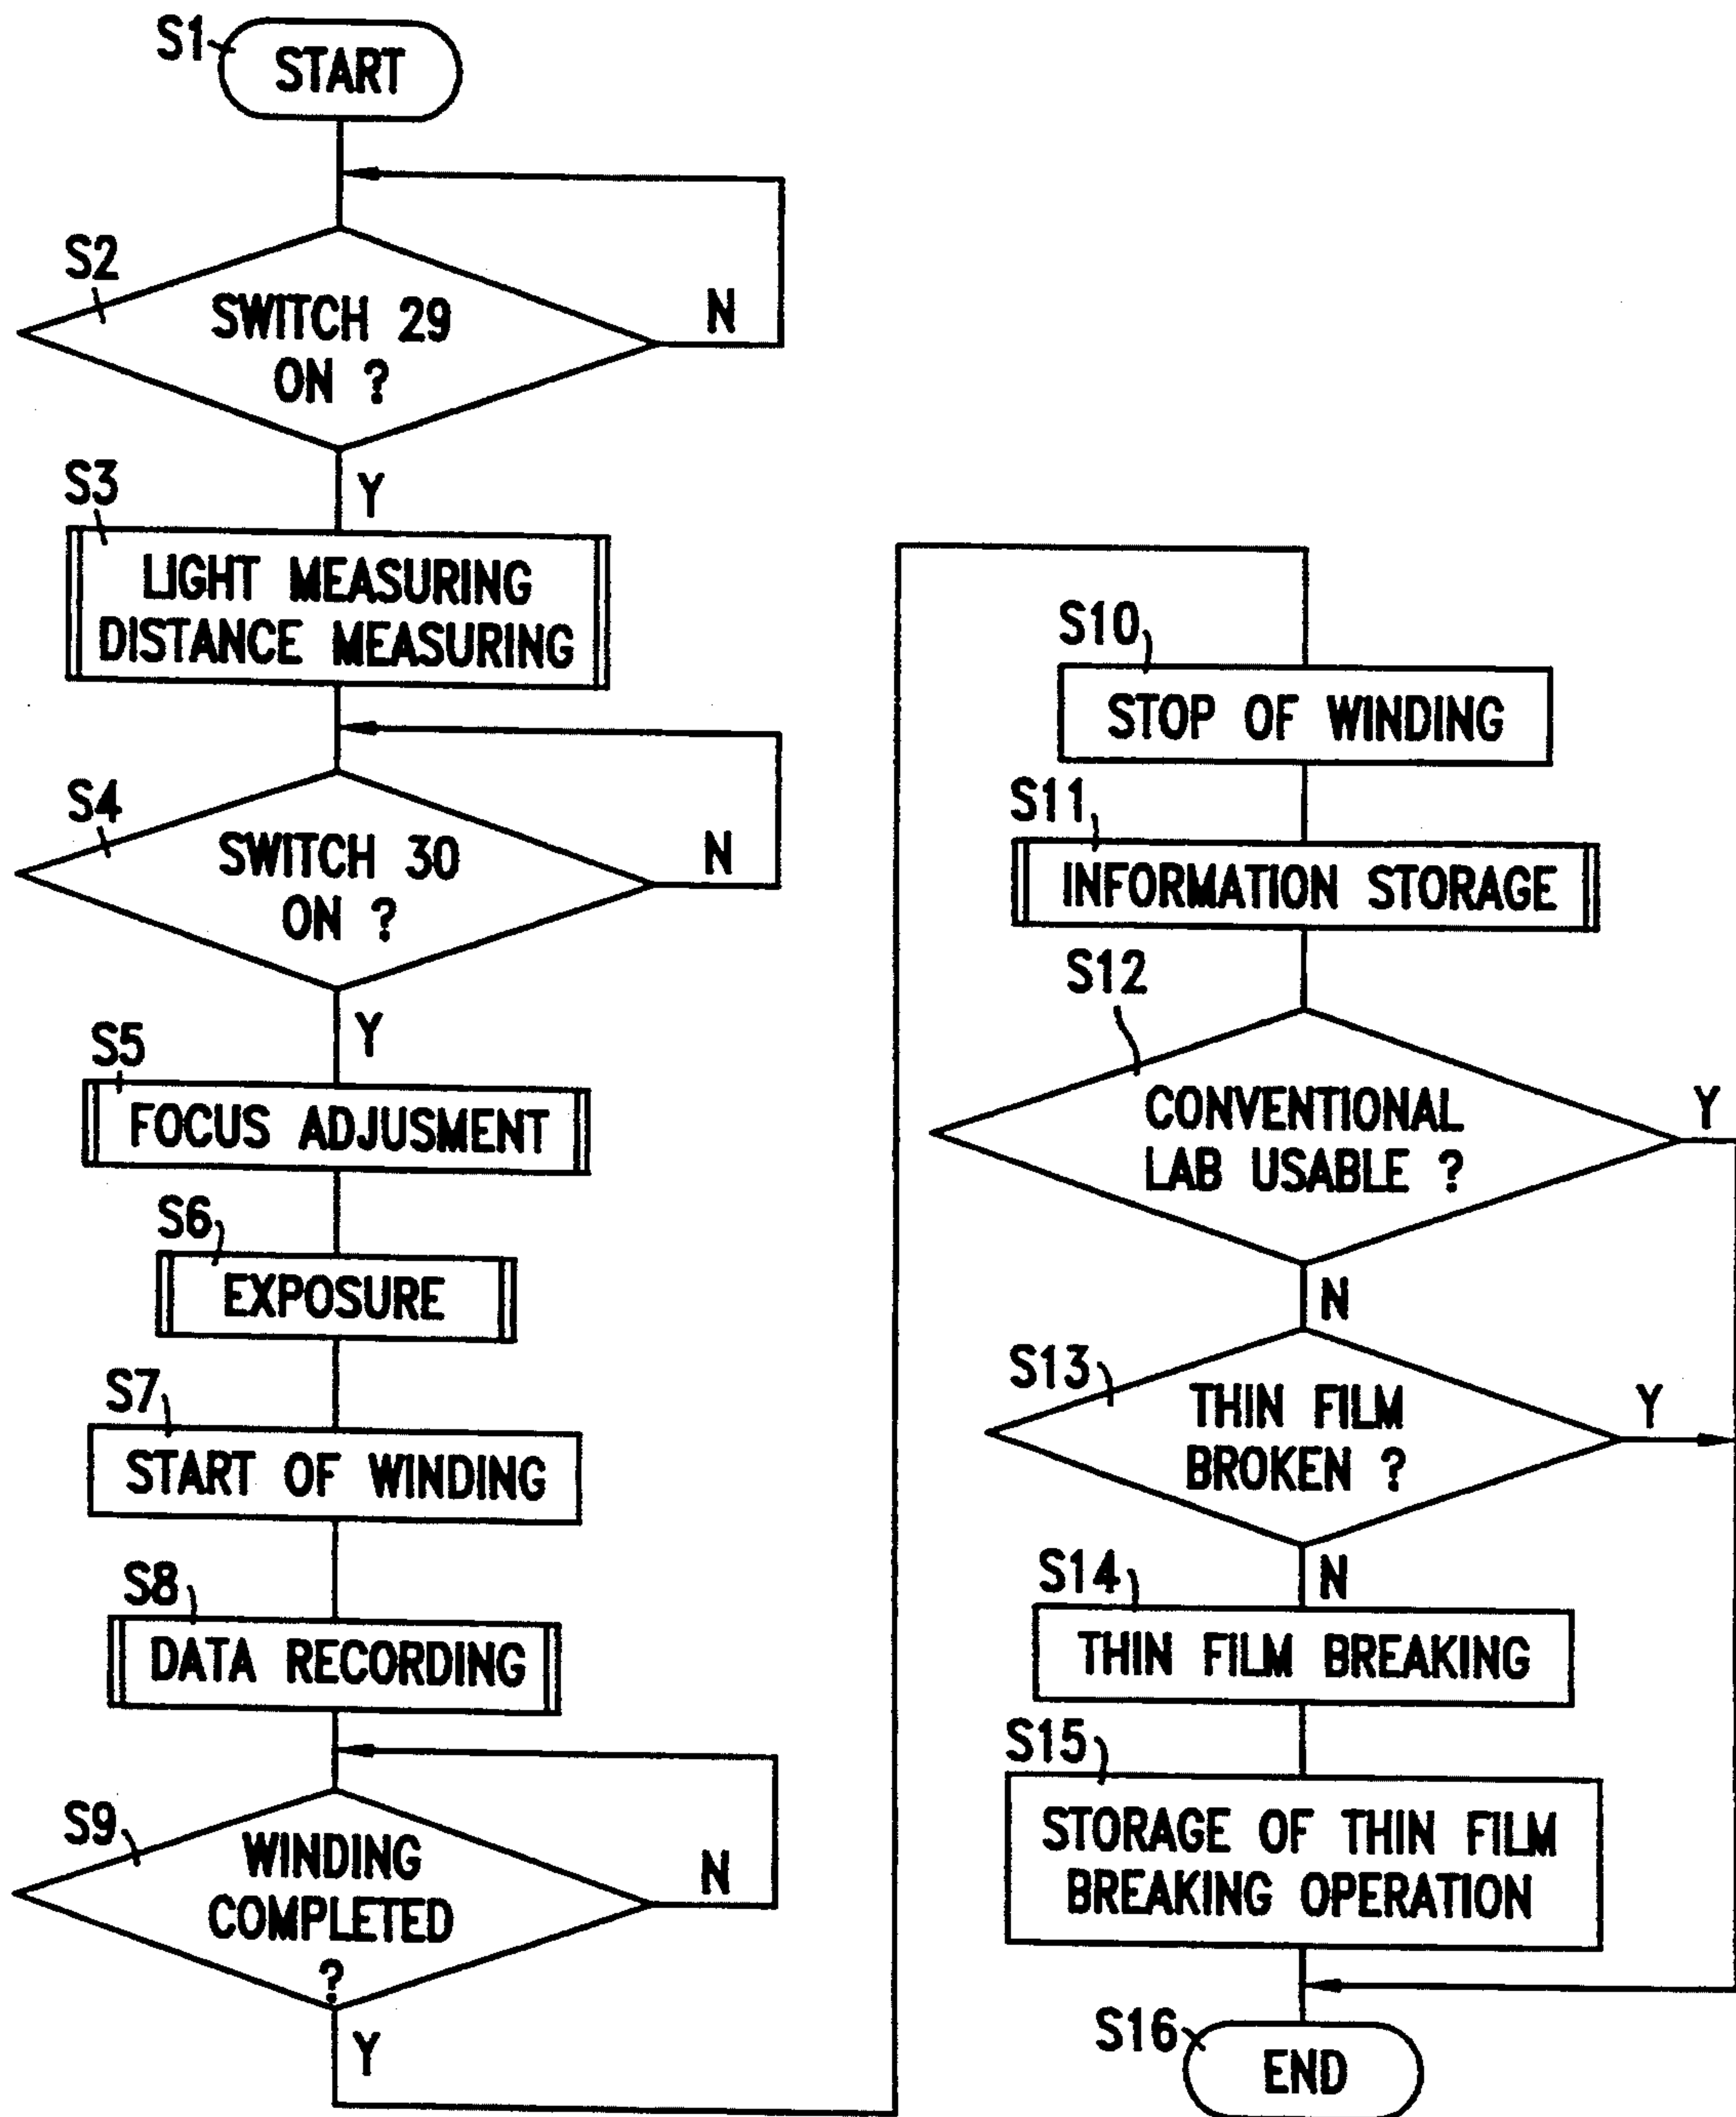 S1
START
S2
SWITCH 29
ON ?
N
Y
S3
LIGHT MEASURING
DISTANCE MEASURING
S4
SWITCH 30
ON ?
N
Y
S5
FOCUS ADJUSMENT
S6
EXPOSURE
S7
START OF WINDING
S8
DATA RECORDING
S9
WINDING
COMPLETED
?
N
Y
S10
STOP OF WINDING
S11
INFORMATION STORAGE
S12
CONVENTIONAL
LAB USABLE ?
Y
N
S13
THIN FILM
BROKEN ?
Y
N
S14
THIN FILM BREAKING
S15
STORAGE OF THIN FILM
BREAKING OPERATION
S16
END